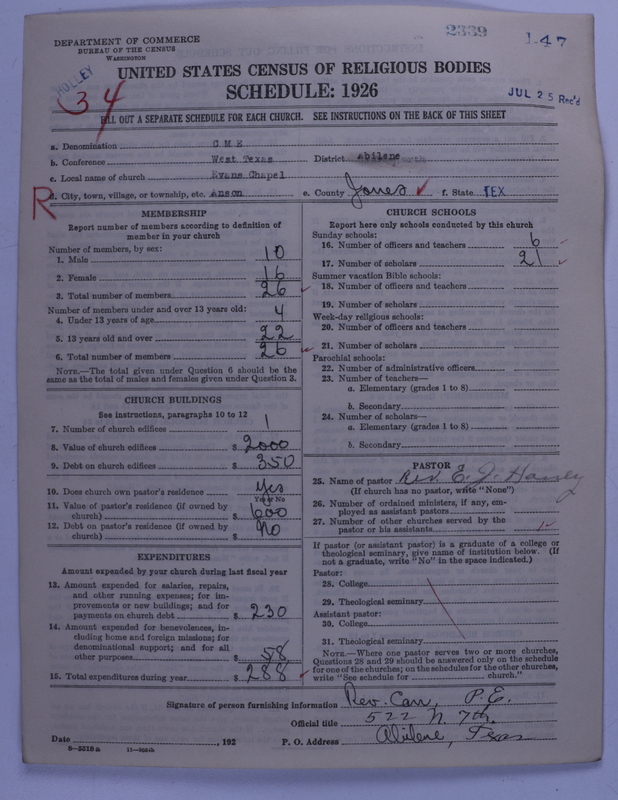 2339
1-47
DEPARTMENT OF COMMERCE
BUREAU OF THE CENSUS
WASHINGTON
HOLLEY
34
UNITED STATES CENSUS OF RELIGIOUS BODIES
JUL 25 Rec'd
SCHEDULE: 1926
FILL OUT A SEPARATE SCHEDULE FOR EACH CHURCH. SEE INSTRUCTIONS ON THE BACK OF THIS SHEET
a. Denomination C M E
b. Conference West Texas District Abilene
c. Local name of church Evans Chapel
R
d. City, town, village, or township, etc. Anson e. County Jones f. State TEX
MEMBERSHIP
Report number of members according to definition of
member in your church
Number of members, by sex:
1. Male 10
2. Female 16
3. Total number of members 26
Number of members under and over 13 years old:
4. Under 13 years of age 4
5. 13 years old and over 22
6. Total number of members 26
NOTE.—The total given under Question 6 should be the
same as the total of males and females given under Question 3.
CHURCH BUILDINGS
See instructions, paragraphs 10 to 12
7. Number of church edifices 1
8. Value of church edifices $ 2000
9. Debt on church edifices $ 350
10. Does church own pastor's residence yes
Yes or No
11. Value of pastor's residence (if owned by
church) $ 600
12. Debt on pastor's residence (if owned by
church) $ 90
EXPENDITURES
Amount expended by your church during last fiscal year
13. Amount expended for salaries, repairs,
and other running expenses; for im-
provements or new buildings; and for
payments on church debt $ 230
14. Amount expended for benevolences, in-
cluding home and foreign missions; for
denominational support; and for all
other purposes $ 58
15. Total expenditures during year $ 288
CHURCH SCHOOLS
Report here only schools conducted by this church
Sunday schools:
16. Number of officers and teachers 6
17. Number of scholars 21
Summer vacation Bible schools:
18. Number of officers and teachers
19. Number of scholars
Week-day religious schools:
20. Number of officers and teachers
21. Number of scholars
Parochial schools:
22. Number of administrative officers
23. Number of teachers—
a. Elementary (grades 1 to 8)
b. Secondary
24. Number of scholars—
a. Elementary (grades 1 to 8)
b. Secondary
PASTOR
25. Name of pastor Rev. E. J.
(If church has no pastor, write "None")
26. Number of ordained ministers, if any, em-
ployed as assistant pastors
27. Number of other churches served by the
pastor or his assistants
If pastor (or assistant pastor) is a graduate of a college or
theological seminary, give name of institution below. (If
not a graduate, write "No" in the space indicated.)
Pastor:
28. College
29. Theological seminary
Assistant pastor:
30. College
31. Theological seminary
NOTE.—Where one pastor serves two or more churches,
Questions 28 and 29 should be answered only on the schedule
for one of the churches; on the schedules for the other churches,
write "See schedule for church."
Signature of person furnishing information Rev. Carr, P. E.
Official title 522 N. 7th.
Date , 192 P. O. Address Abilene, Texas
8—5218a